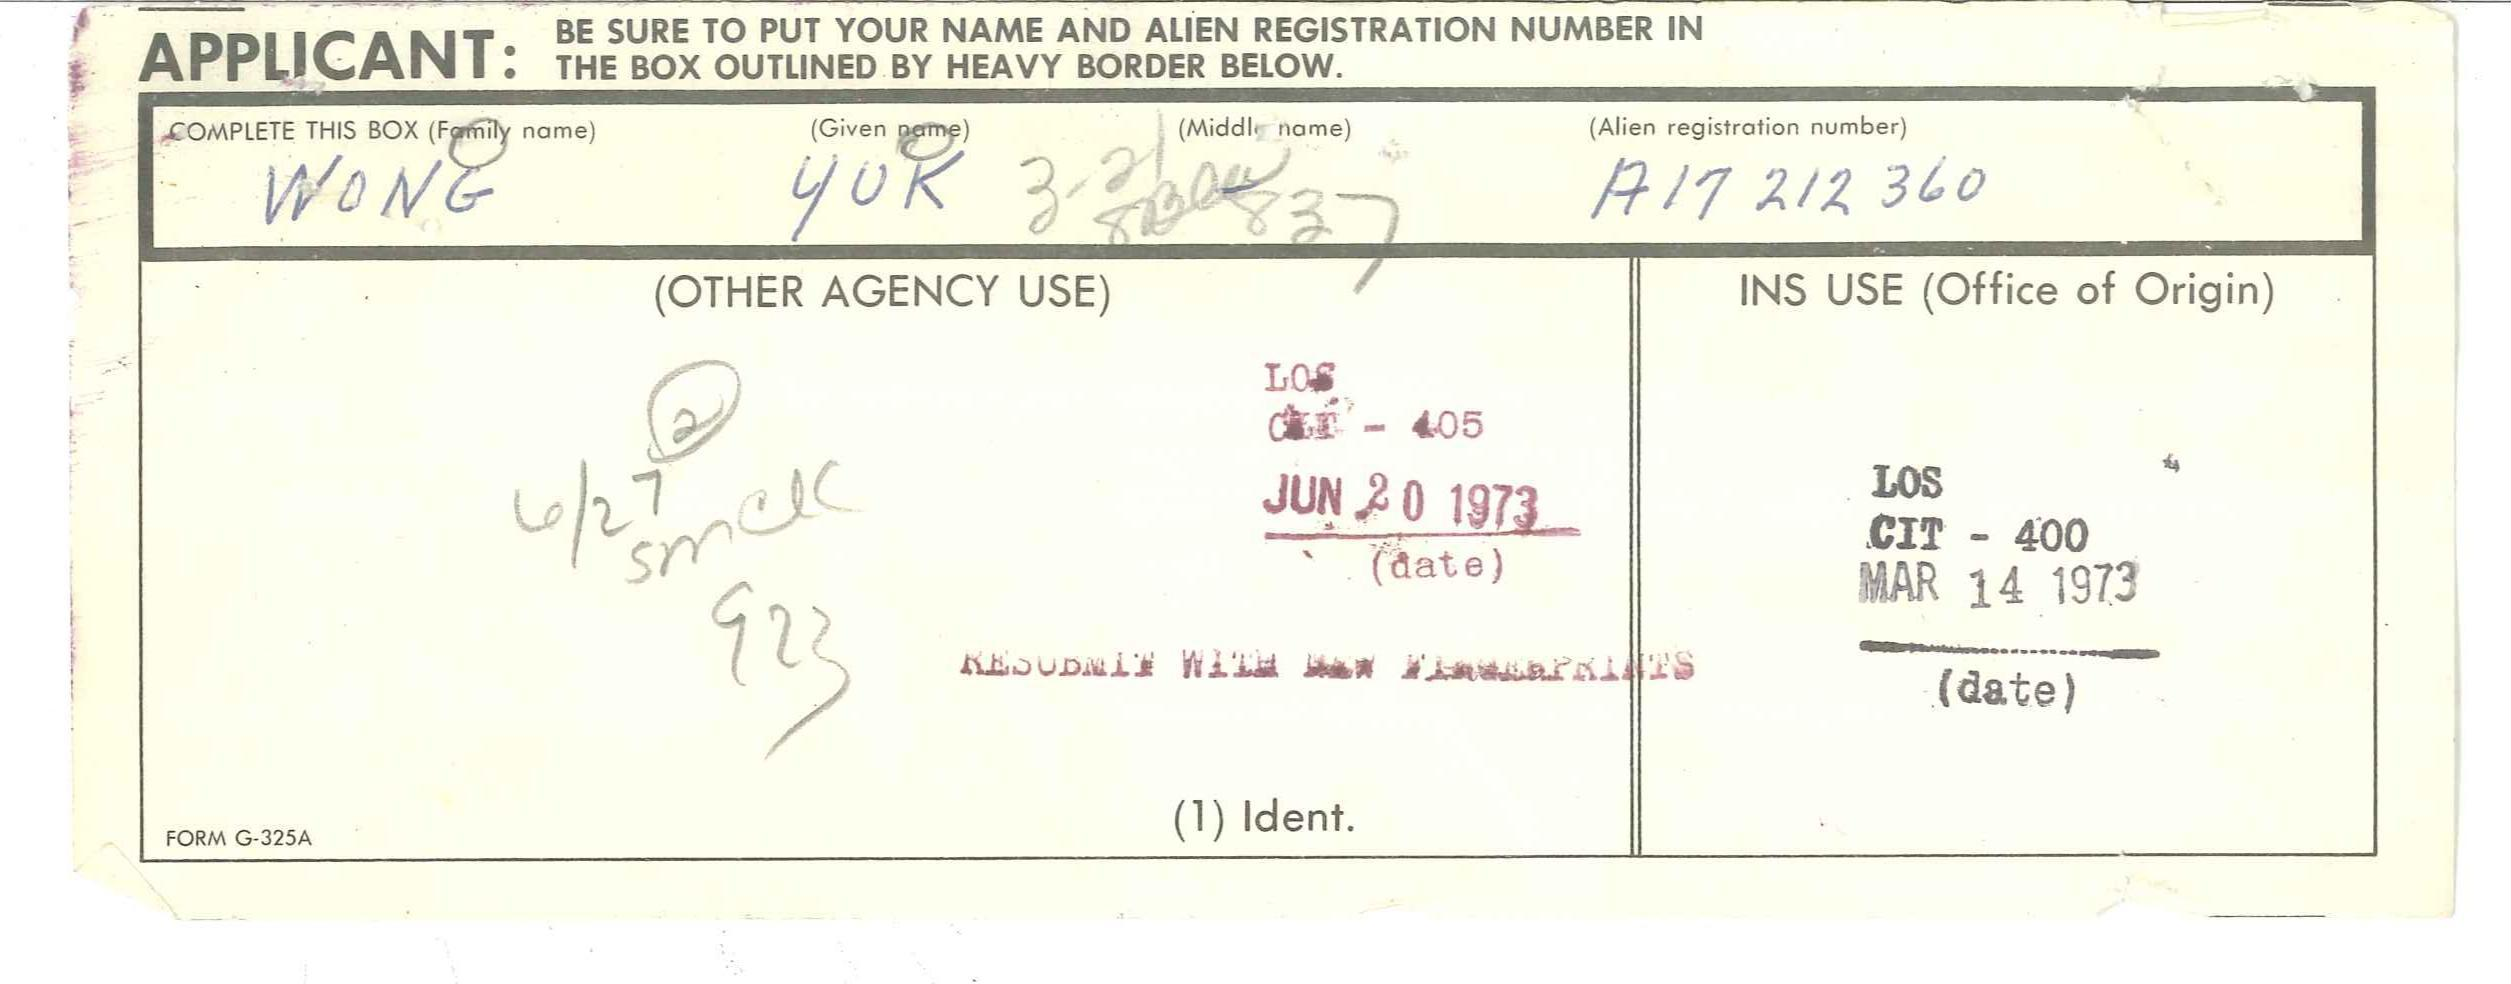 APPLICANT: BE SURE TO PUT YOUR NAME AND ALIEN REGISTRATION NUMBER IN
THE BOX OUTLINED BY HEAVY BORDER BELOW.
COMPLETE THIS BOX (Family name) (Given name) (Middle name) (Alien registration number)
WONG YUK 3-21 A17 212 360
837
(OTHER AGENCY USE) INS USE (Office of Origin)
2
6/27
923
LOS
CIT - 405
JUN 20 1973
(date)
RESUBMIT WITH NEW FINGERPRINTS
LOS
CIT - 400
MAR 14 1973
(date)
(1) Ident.
FORM G-325A